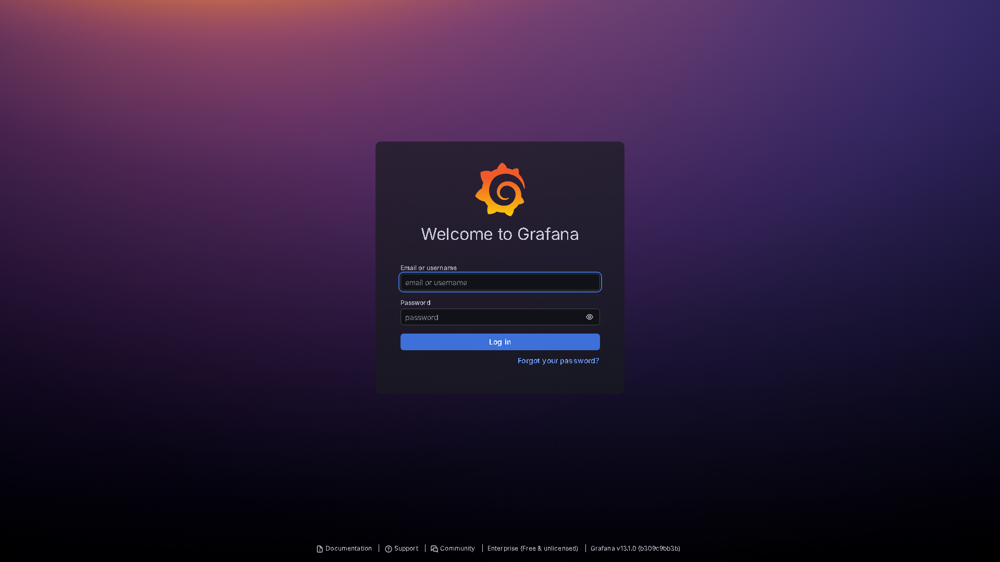 Welcome to Grafana
Email or username
email or username
Password
password
Log in
Forgot your password?
Documentation | Support | Community | Enterprise (Free & unlicensed) | Grafana v13.1.0 (b309c9bb3b)